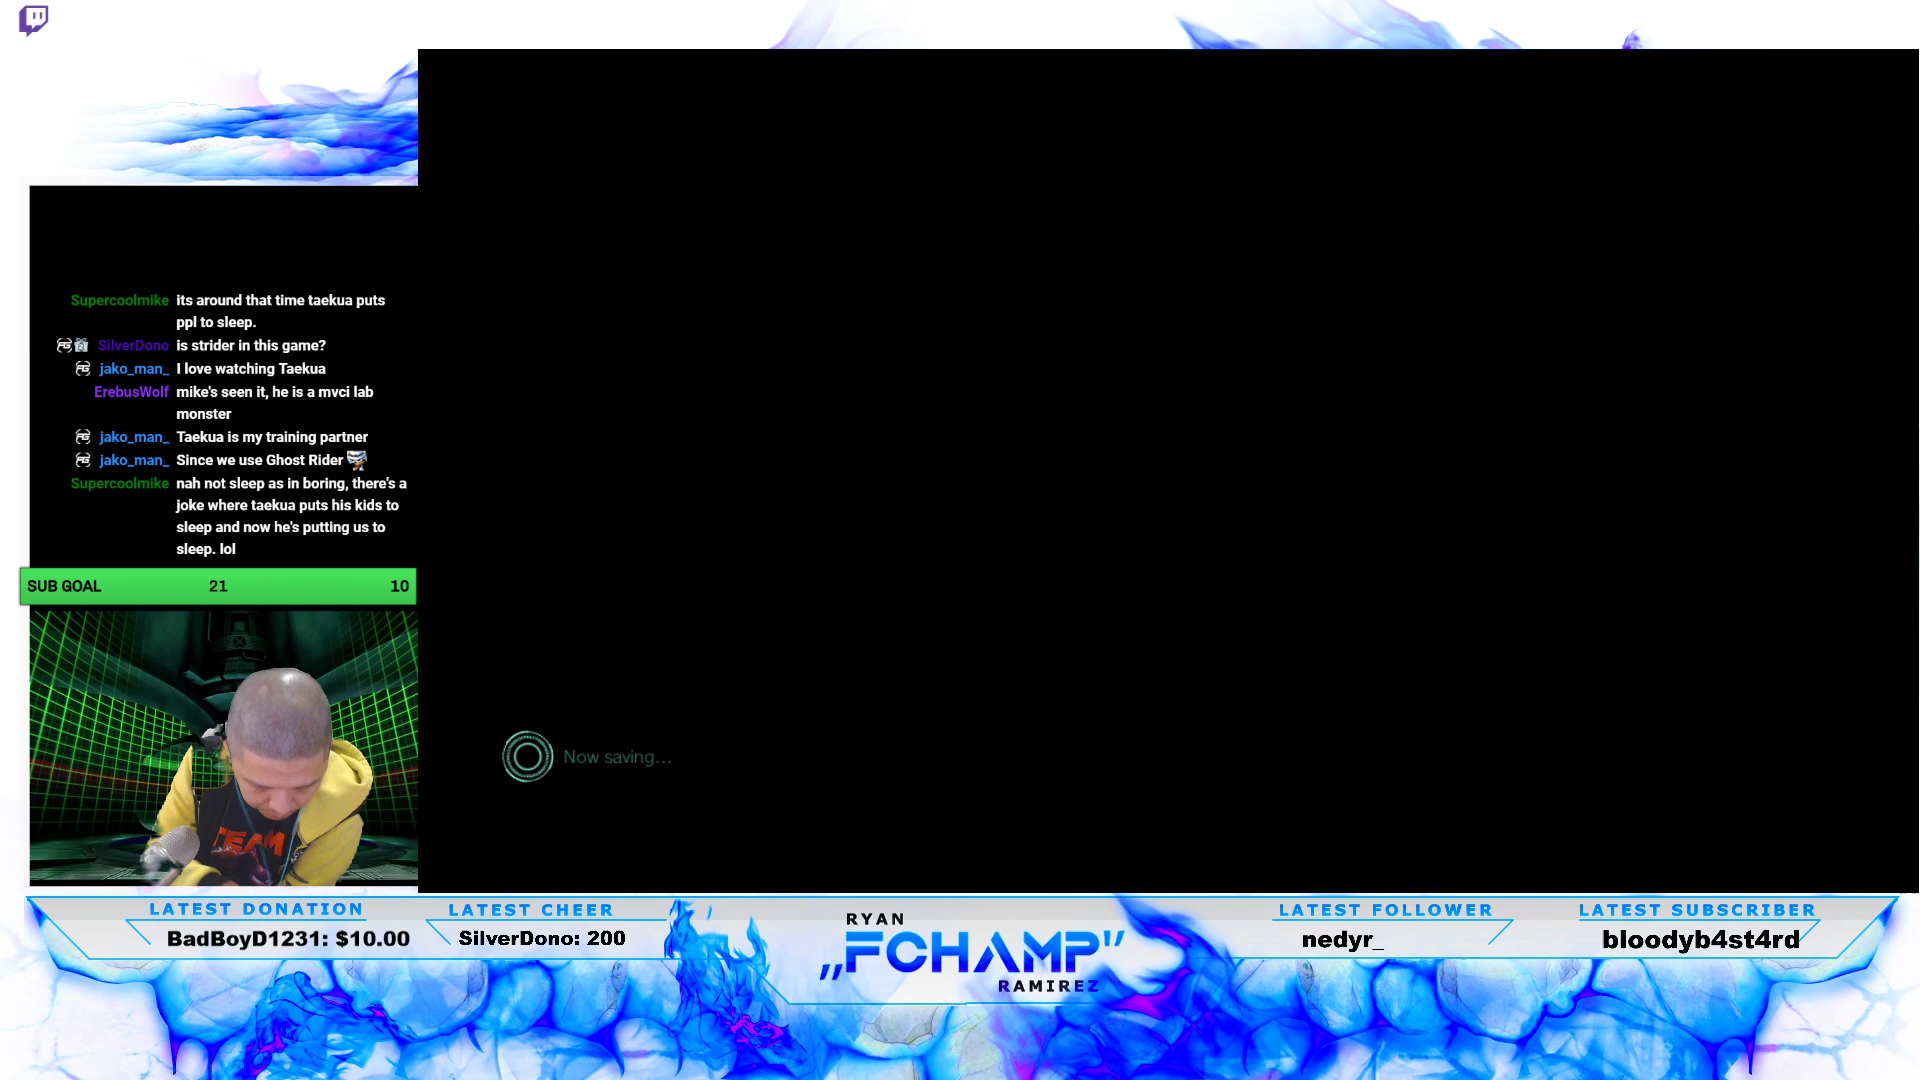 Supercoolmike its around that time taekua puts
ppl to sleep.
SilverDono is strider in this game?
jako_man_ I love watching Taekua
ErebusWolf mike's seen it, he is a mvci lab
monster
jako_man_ Taekua is my training partner
jako_man_ Since we use Ghost Rider
Supercoolmike nah not sleep as in boring, there's a
joke where taekua puts his kids to
sleep and now he's putting us to
sleep. lol
SUB GOAL 21 10
TEAM
Now saving...
LATEST DONATION
BadBoyD1231: $10.00
LATEST CHEER
SilverDono: 200
RYAN
„FCHAMP"
RAMIREZ
LATEST FOLLOWER
nedyr_
LATEST SUBSCRIBER
bloodyb4st4rd